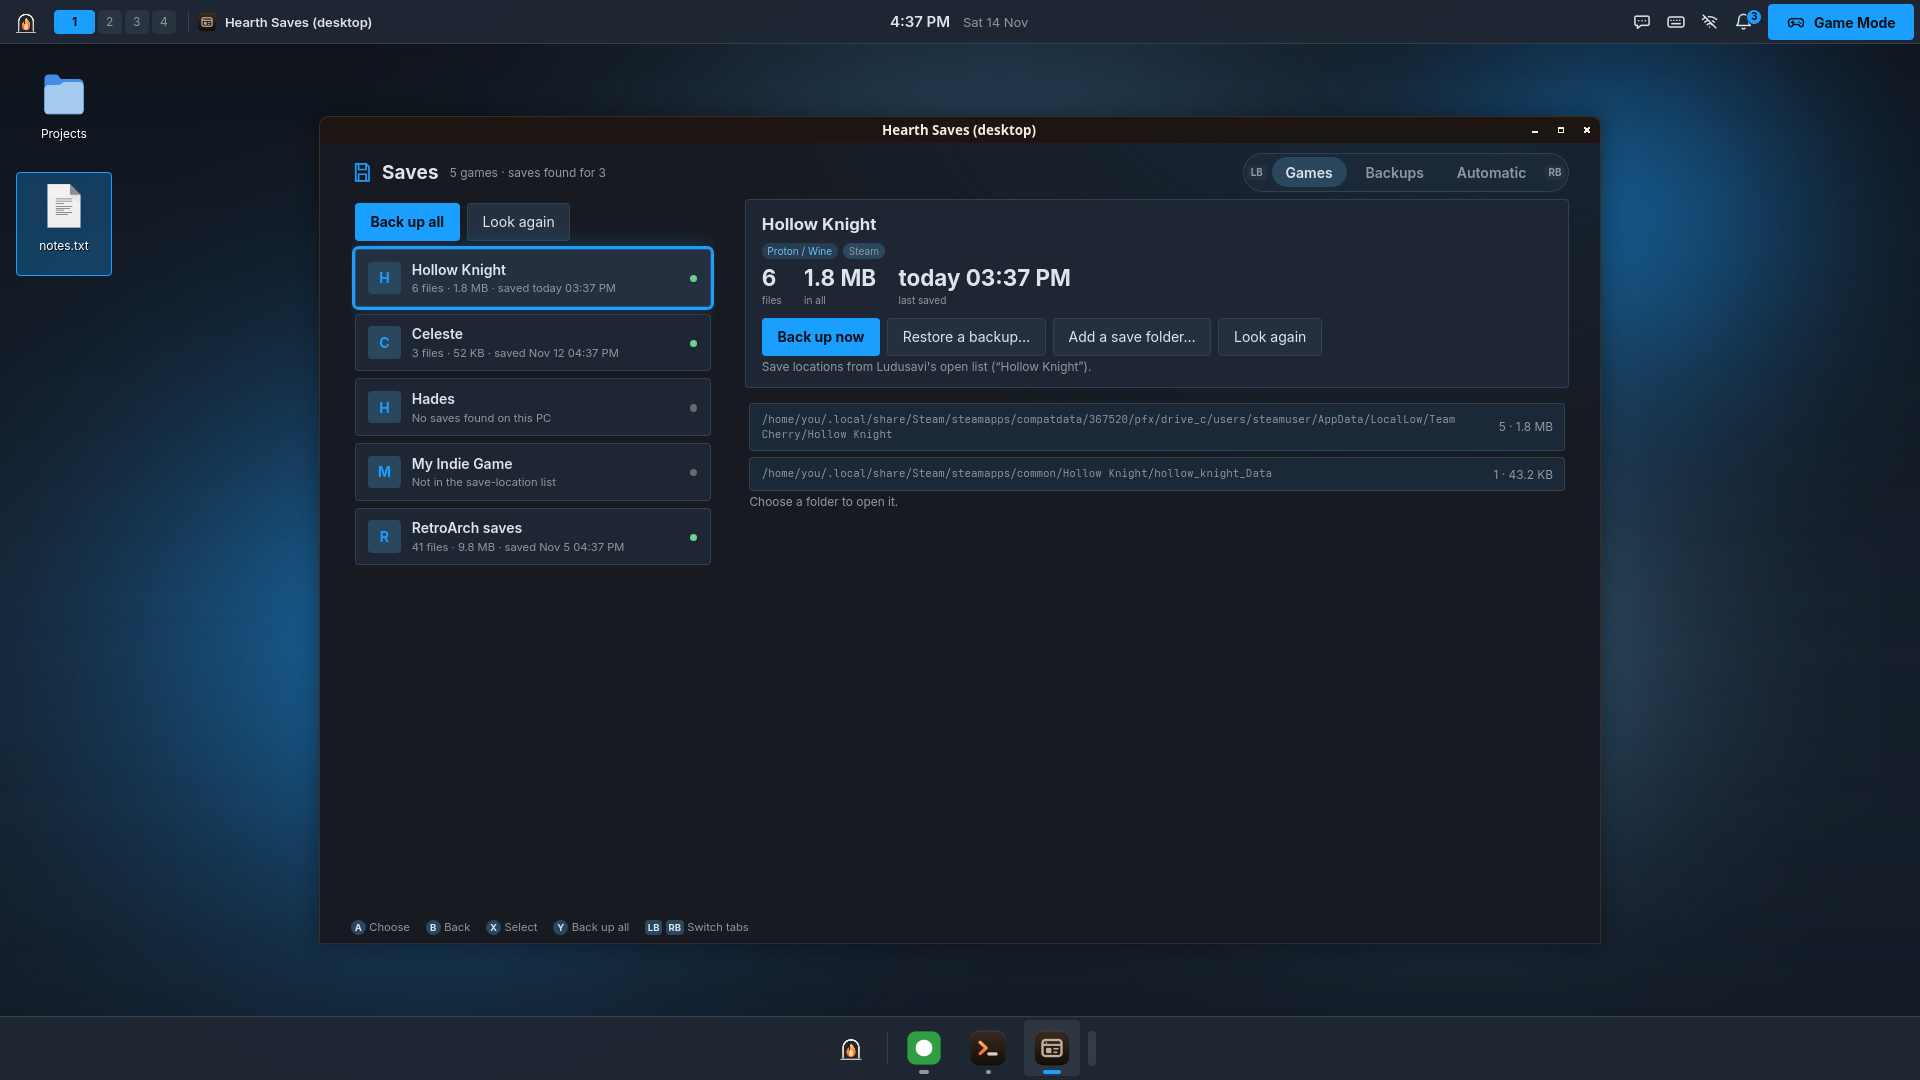 1 2 3 4 Hearth Saves (desktop) 4:37 PM Sat 14 Nov 3 Game Mode
Projects
notes.txt
Hearth Saves (desktop)
Saves 5 games · saves found for 3
LB Games Backups Automatic RB
Back up all Look again
H Hollow Knight
6 files · 1.8 MB · saved today 03:37 PM
C Celeste
3 files · 52 KB · saved Nov 12 04:37 PM
H Hades
No saves found on this PC
M My Indie Game
Not in the save-location list
R RetroArch saves
41 files · 9.8 MB · saved Nov 5 04:37 PM
Hollow Knight
Proton / Wine Steam
6 1.8 MB today 03:37 PM
files in all last saved
Back up now Restore a backup... Add a save folder... Look again
Save locations from Ludusavi's open list (“Hollow Knight”).
/home/you/.local/share/Steam/steamapps/compatdata/367520/pfx/drive_c/users/steamuser/AppData/LocalLow/Team
Cherry/Hollow Knight
5 · 1.8 MB
/home/you/.local/share/Steam/steamapps/common/Hollow Knight/hollow_knight_Data 1 · 43.2 KB
Choose a folder to open it.
A Choose B Back X Select Y Back up all LB RB Switch tabs